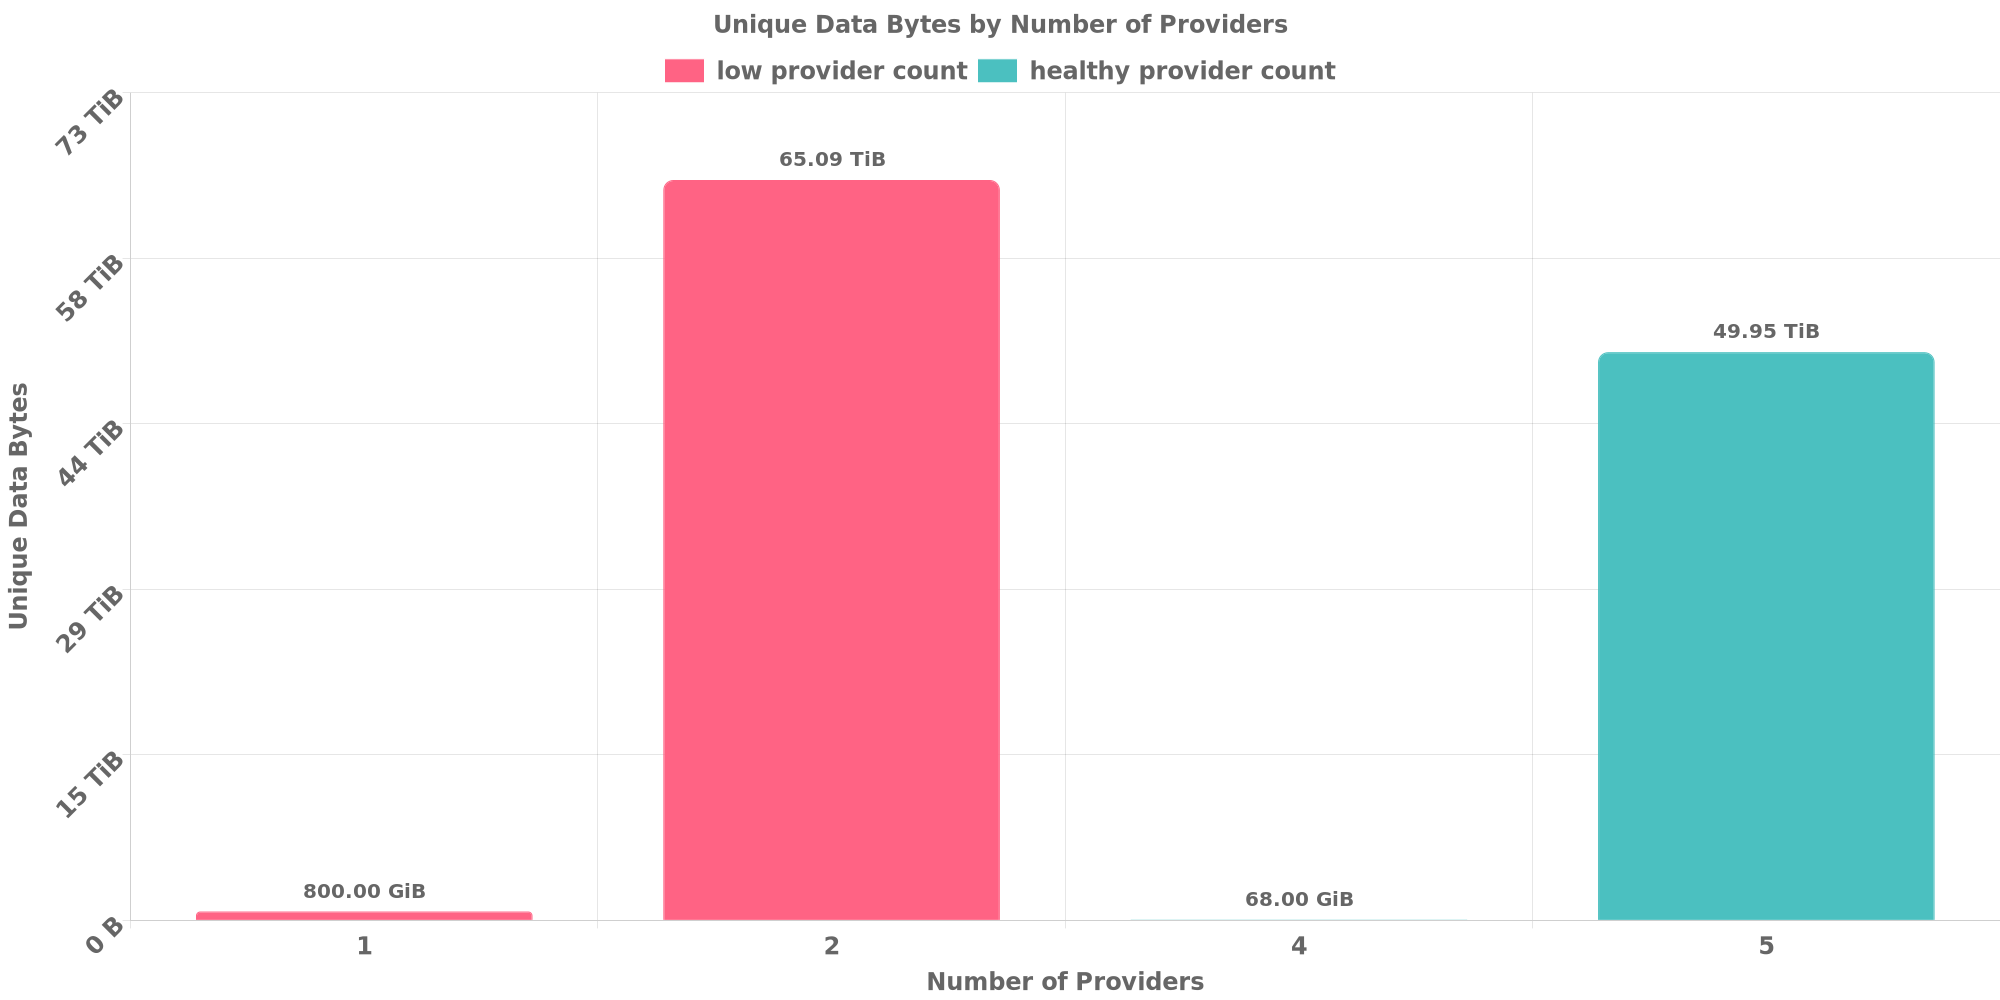 Unique Data Bytes by Number of Providers
low provider count
healthy provider count
73 TiB
58 TiB
44 TiB
29 TiB
15 TiB
0 B
Unique Data Bytes
800.00 GiB
65.09 TiB
68.00 GiB
49.95 TiB
1
2
4
5
Number of Providers